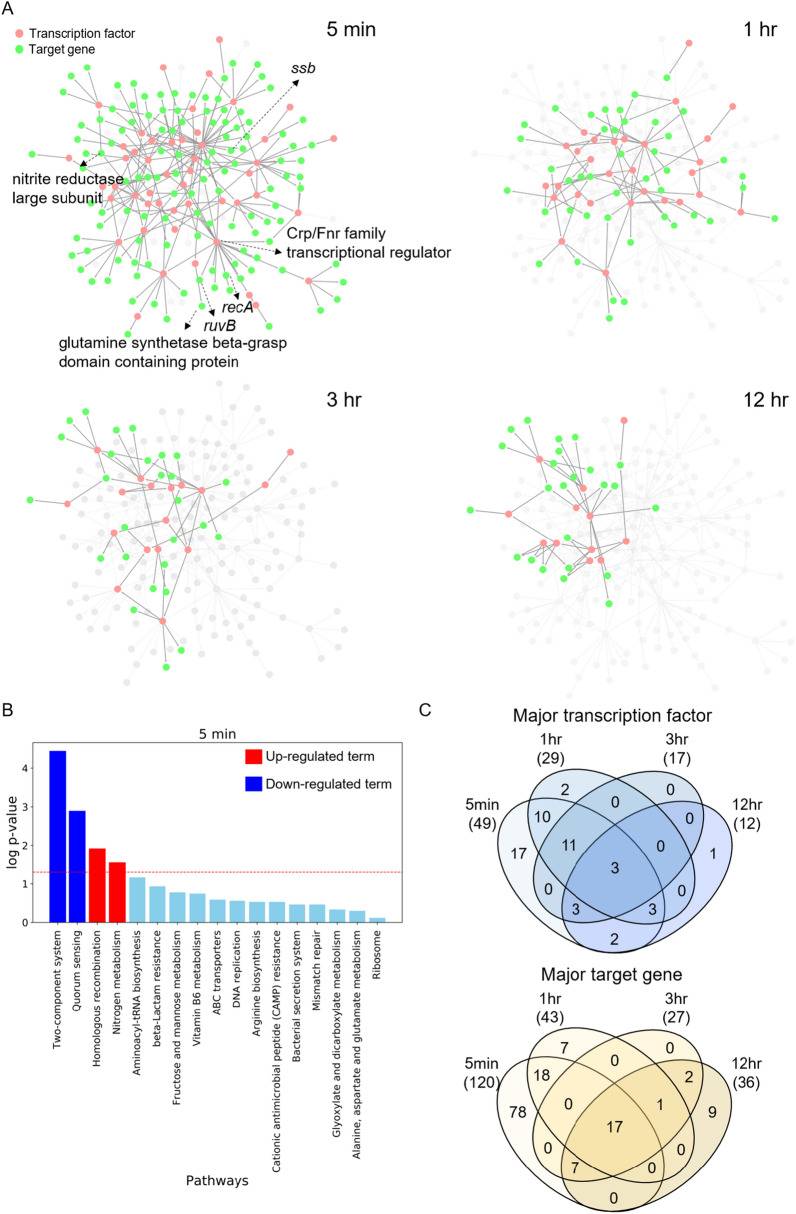 A
Transcription factor
Target gene
5 min
1 hr
ssb
nitrite reductase
large subunit
Crp/Fnr family
transcriptional regulator
recA
ruvB
glutamine synthetase beta-grasp
domain containing protein
3 hr
12 hr
B
5 min
Up-regulated term
Down-regulated term
log p-value
4
3
2
1
0
Two-component system
Quorum sensing
Homologous recombination
Nitrogen metabolism
Aminoacyl-tRNA biosynthesis
beta-Lactam resistance
Fructose and mannose metabolism
Vitamin B6 metabolism
ABC transporters
DNA replication
Arginine biosynthesis
Cationic antimicrobial peptide (CAMP) resistance
Bacterial secretion system
Mismatch repair
Glyoxylate and dicarboxylate metabolism
Alanine, aspartate and glutamate metabolism
Ribosome
Pathways
C
Major transcription factor
1hr
(29)
3hr
(17)
5min
(49)
12hr
(12)
2
0
10
0
0
17
11
0
1
3
0
0
3
3
2
Major target gene
1hr
(43)
3hr
(27)
5min
(120)
12hr
(36)
7
0
18
0
2
78
0
1
9
17
0
0
7
0
0